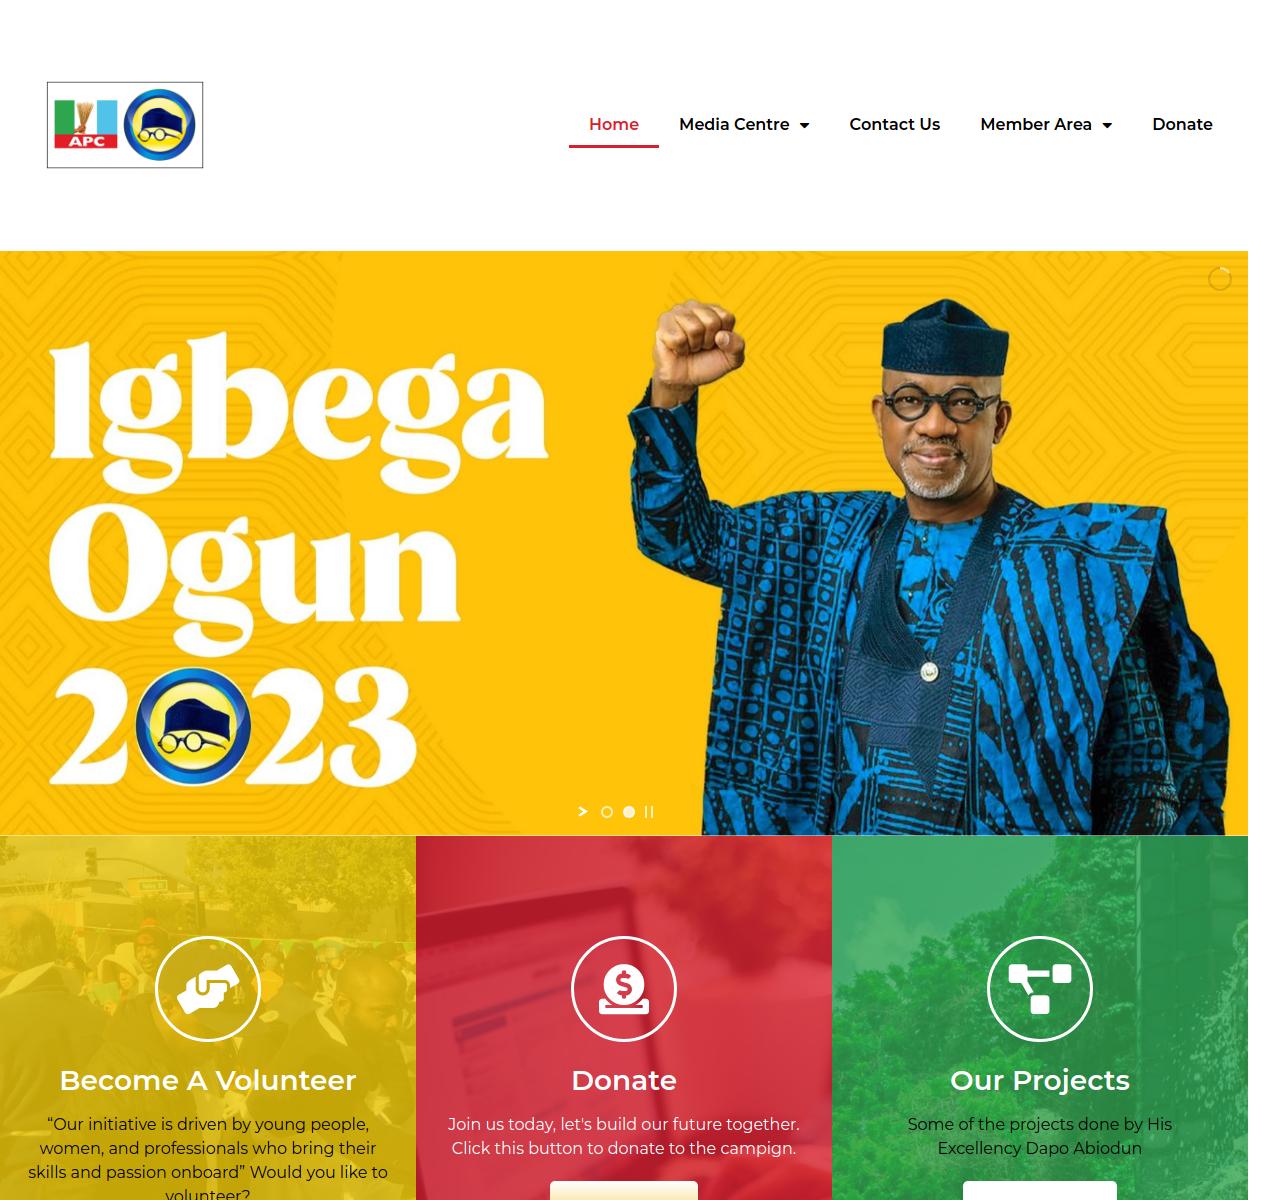 APC
Home
Media Centre
Contact Us
Member Area
Donate
Igbega
Ogun
2023
Become A Volunteer
“Our initiative is driven by young people,
women, and professionals who bring their
skills and passion onboard” Would you like to
volunteer?
Donate
Join us today, let's build our future together.
Click this button to donate to the campaign.
Our Projects
Some of the projects done by His
Excellency Dapo Abiodun